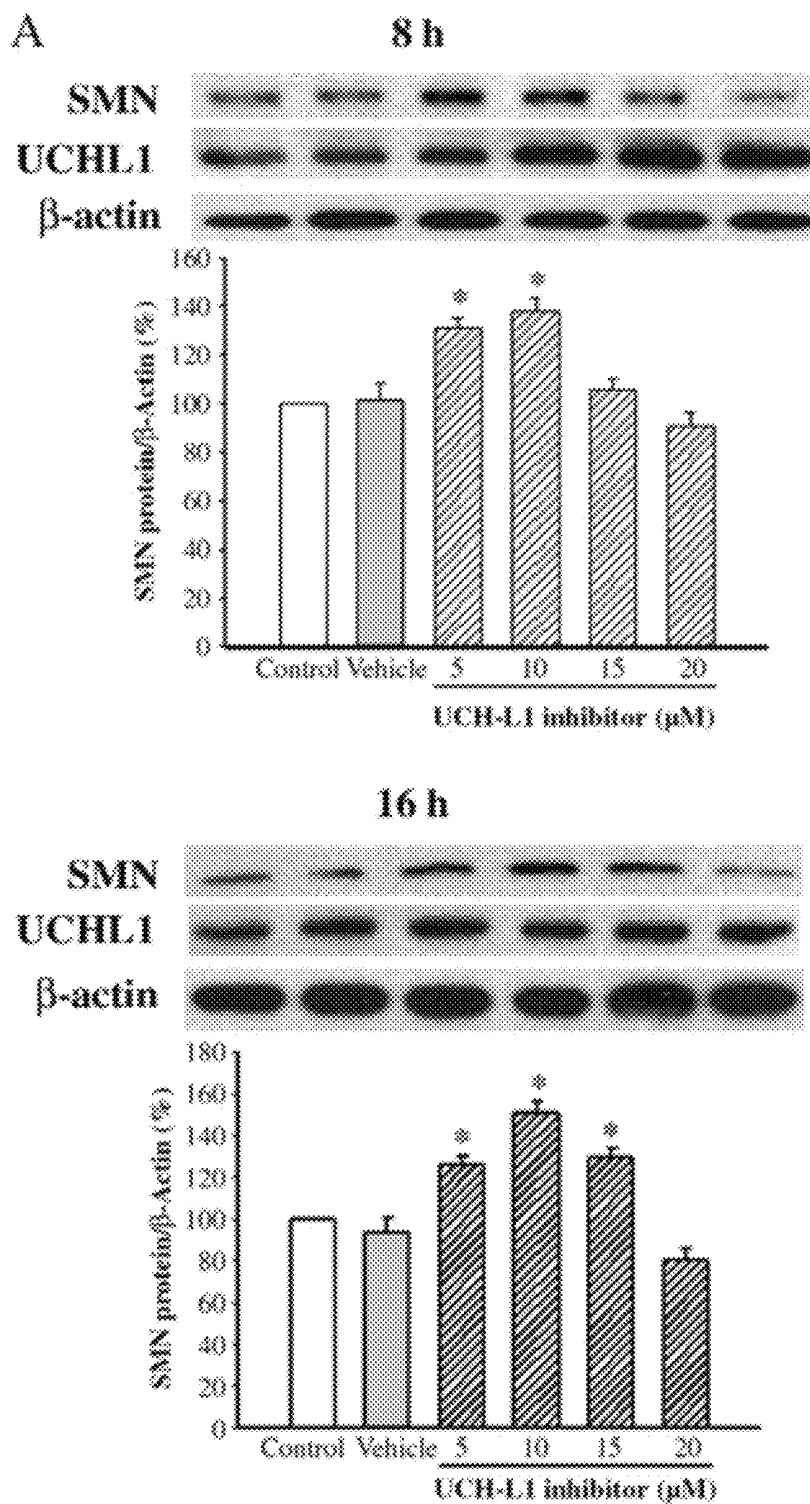 A
8 h
SMN
UCHL1
β-actin
160
140
120
100
80
60
40
20
0
SMN protein/β-Actin (%)
* *
Control Vehicle 5 10 15 20
UCH-L1 inhibitor (μM)
16 h
SMN
UCHL1
β-actin
180
160
140
120
100
80
60
40
20
0
SMN protein/β-Actin (%)
* * *
Control Vehicle 5 10 15 20
UCH-L1 inhibitor (μM)